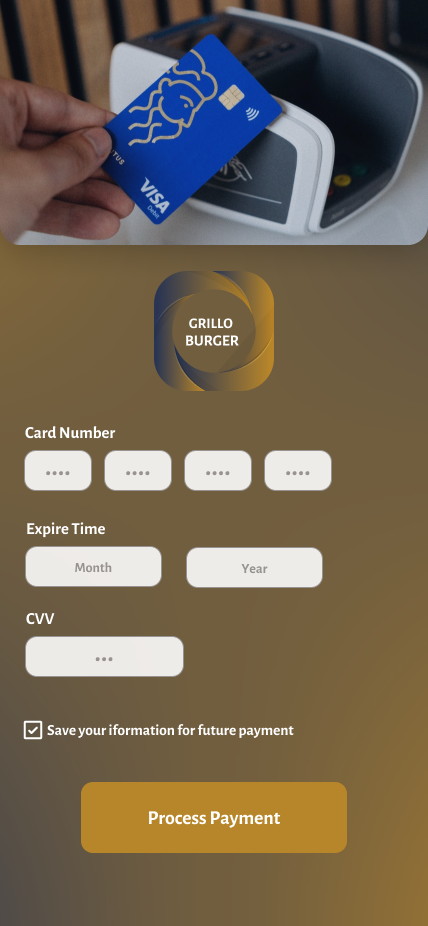 TUS
VISA
Debit
GRILLO
BURGER
Card Number
•••• •••• •••• ••••
Expire Time
Month Year
CVV
•••
Save your iformation for future payment
Process Payment